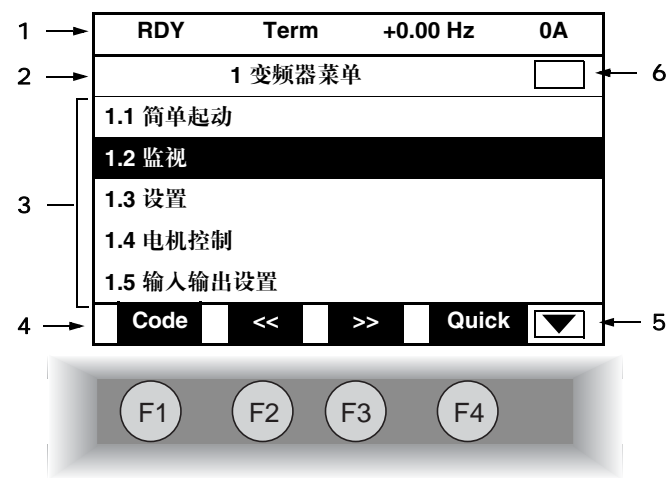 1 RDY Term +0.00 Hz 0A
2 1 变频器菜单 6
1.1 简单起动
1.2 监视
3 1.3 设置
1.4 电机控制
1.5 输入输出设置
4 Code << >> Quick 5
F1 F2 F3 F4